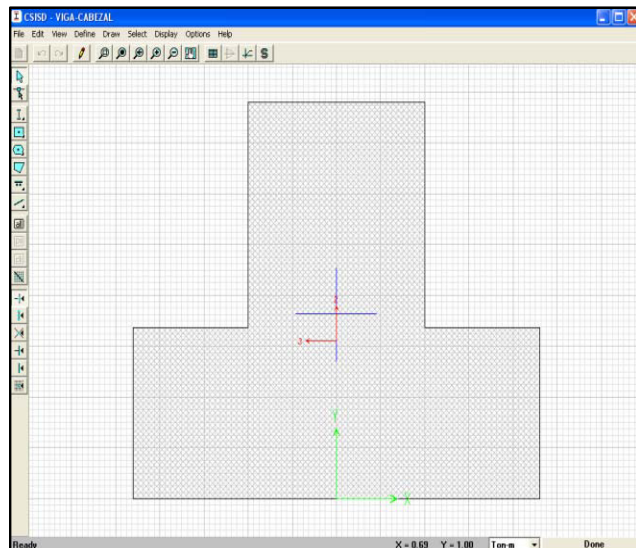 CSISD - VIGA-CABEZAL
File Edit View Define Draw Select Display Options Help
2
3
Y
X
Ready X = 0.69 Y = 1.00 Ton-m Done